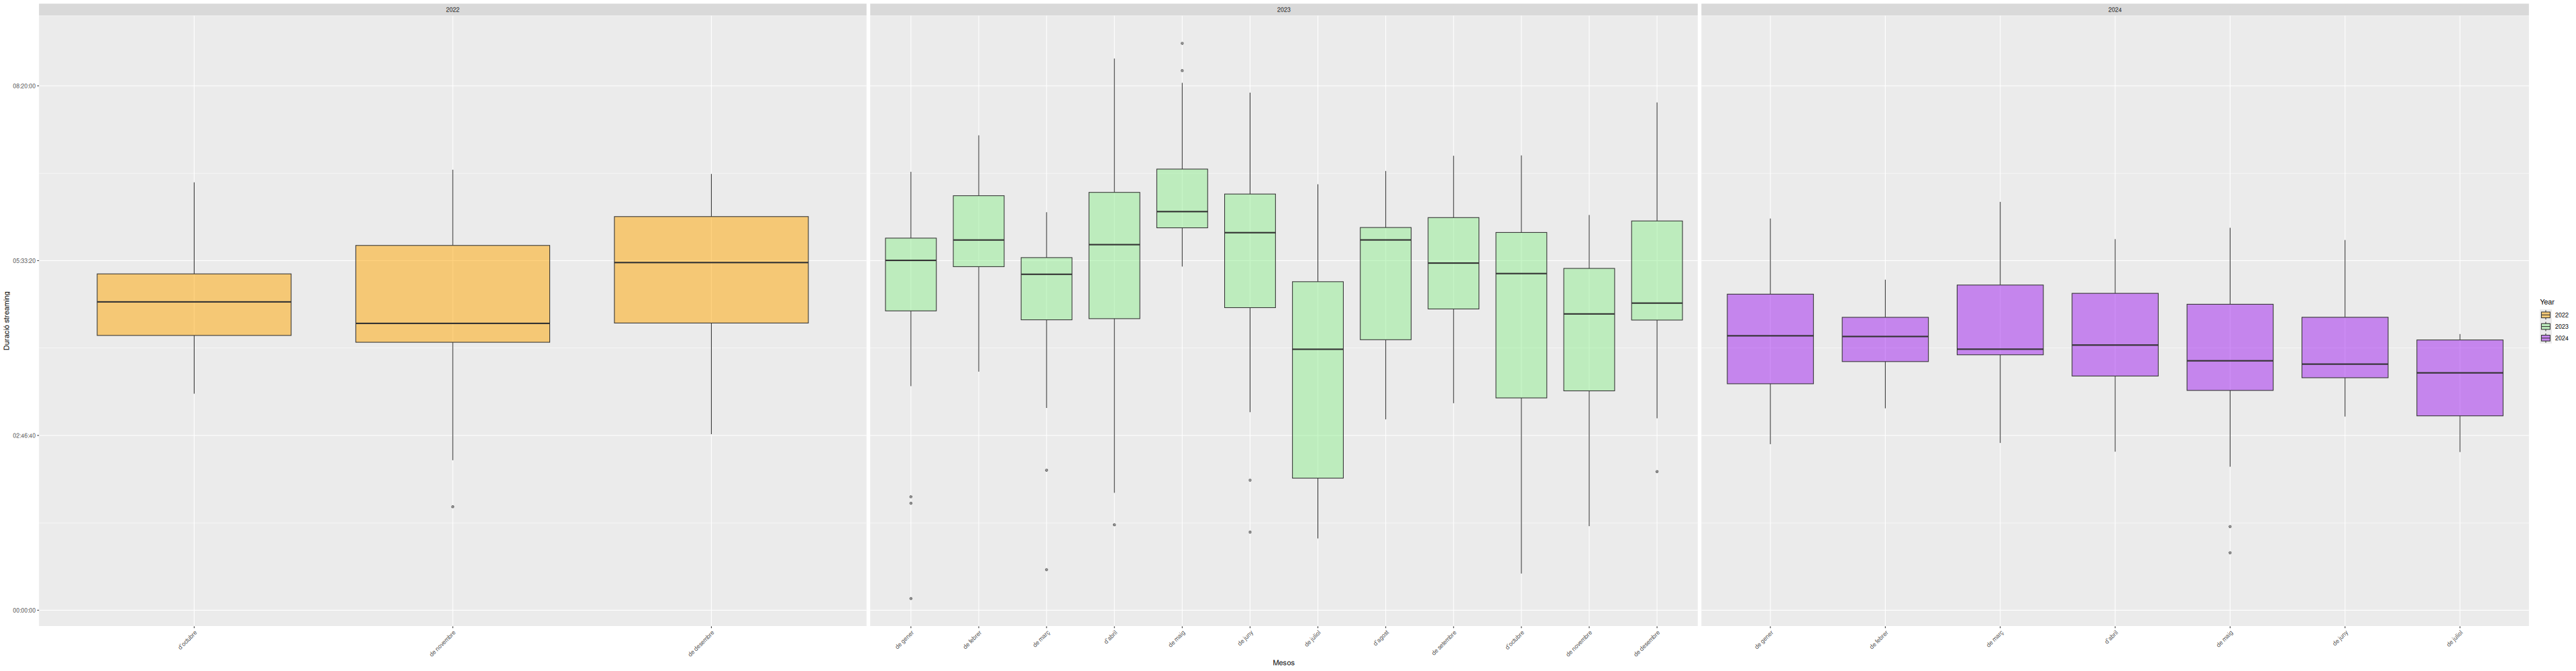 2022
2023
2024
08:20:00
05:33:20
02:46:40
00:00:00
Duració streaming
d'octubre
de novembre
de desembre
de gener
de febrer
de març
d'abril
de maig
de juny
de juliol
d'agost
de setembre
d'octubre
de novembre
de desembre
de gener
de febrer
de març
d'abril
de maig
de juny
de juliol
Mesos
Year
2022
2023
2024